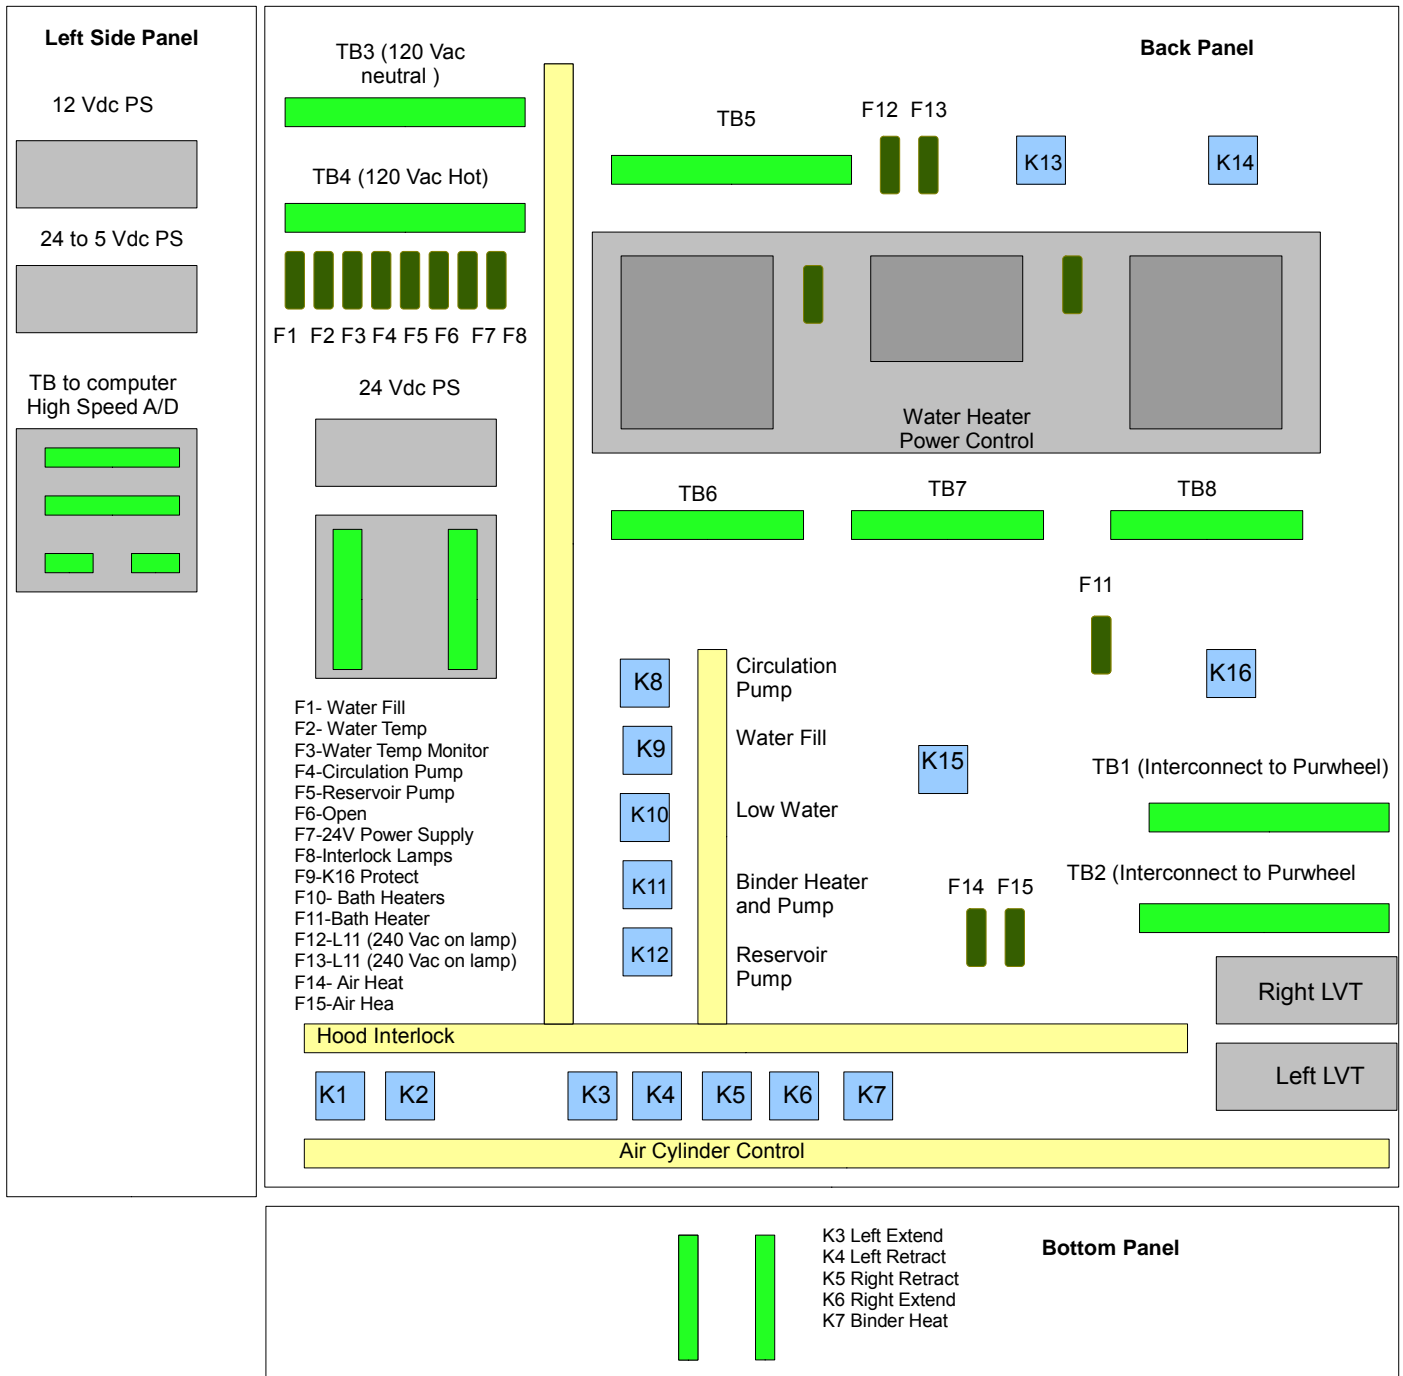 Left Side Panel
12 Vdc PS
24 to 5 Vdc PS
TB to computer
High Speed A/D
Back Panel
TB3 (120 Vac
neutral )
TB4 (120 Vac Hot)
F1 F2 F3 F4 F5 F6 F7 F8
24 Vdc PS
F1- Water Fill
F2- Water Temp
F3-Water Temp Monitor
F4-Circulation Pump
F5-Reservoir Pump
F6-Open
F7-24V Power Supply
F8-Interlock Lamps
F9-K16 Protect
F10- Bath Heaters
F11-Bath Heater
F12-L11 (240 Vac on lamp)
F13-L11 (240 Vac on lamp)
F14- Air Heat
F15-Air Hea
TB5
F12 F13
K13
K14
Water Heater
Power Control
TB6
TB7
TB8
F11
K8
Circulation
Pump
K9
Water Fill
K10
Low Water
K11
Binder Heater
and Pump
K12
Reservoir
Pump
K16
K15
TB1 (Interconnect to Purwheel)
TB2 (Interconnect to Purwheel
F14 F15
Right LVT
Left LVT
Hood Interlock
K1 K2 K3 K4 K5 K6 K7
Air Cylinder Control
K3 Left Extend
K4 Left Retract
K5 Right Retract
K6 Right Extend
K7 Binder Heat
Bottom Panel